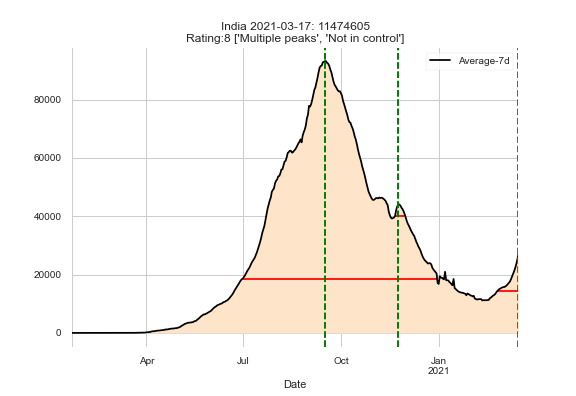 India 2021-03-17: 11474605
Rating:8 ['Multiple peaks', 'Not in control']
Average-7d
80000
60000
40000
20000
0
Apr
Jul
Oct
Jan
2021
Date